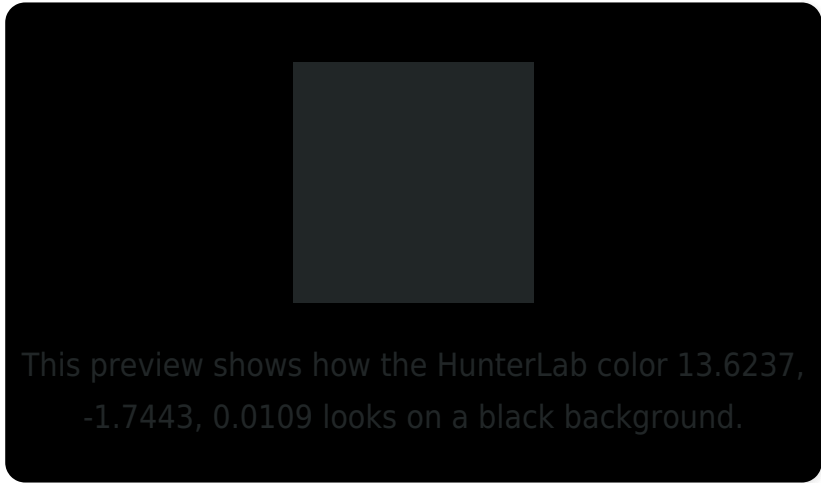 This preview shows how the HunterLab color 13.6237,
-1.7443, 0.0109 looks on a black background.